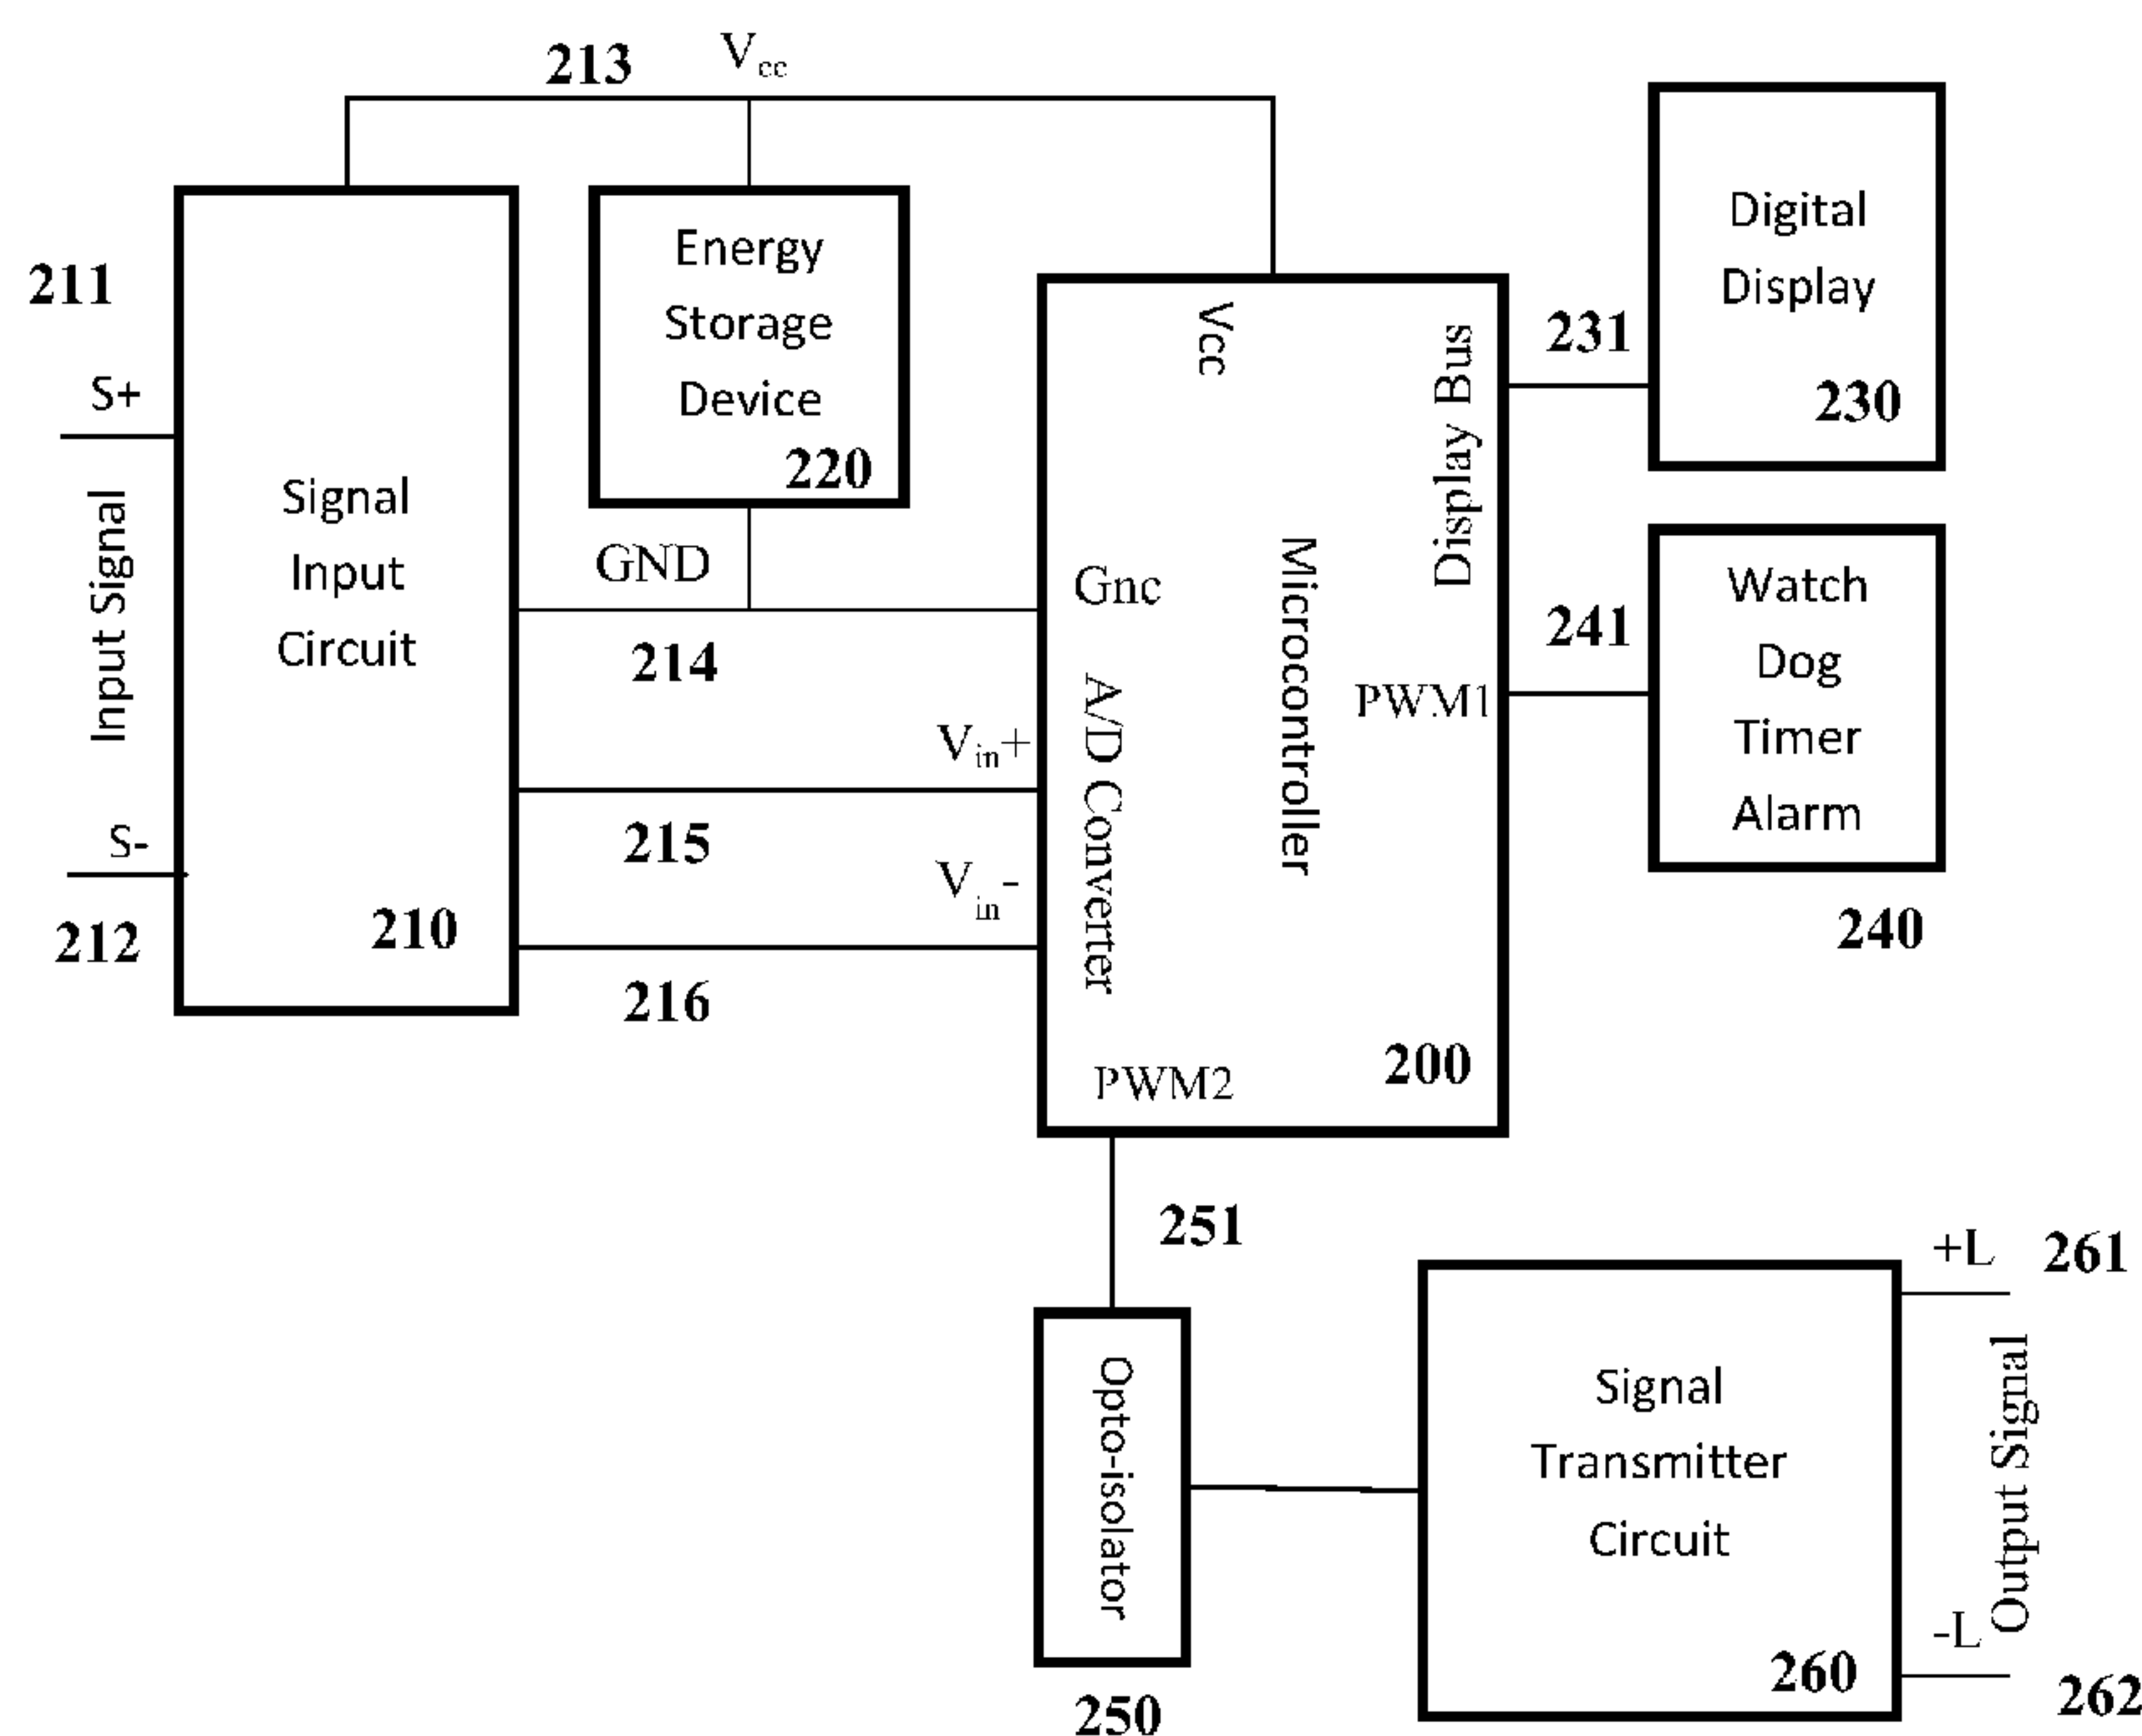 213
Vcc
211
S+
Input Signal
S-
212
Signal
Input
Circuit
210
Energy
Storage
Device
220
GND
214
Vin+
215
Vin-
216
Vcc
Gnc
A/D Converter
Microcontroller
Display Bus
PWM1
PWM2
200
231
Digital
Display
230
241
Watch
Dog
Timer
Alarm
240
251
Opto-isolator
250
Signal
Transmitter
Circuit
260
+L
261
Output Signal
-L
262